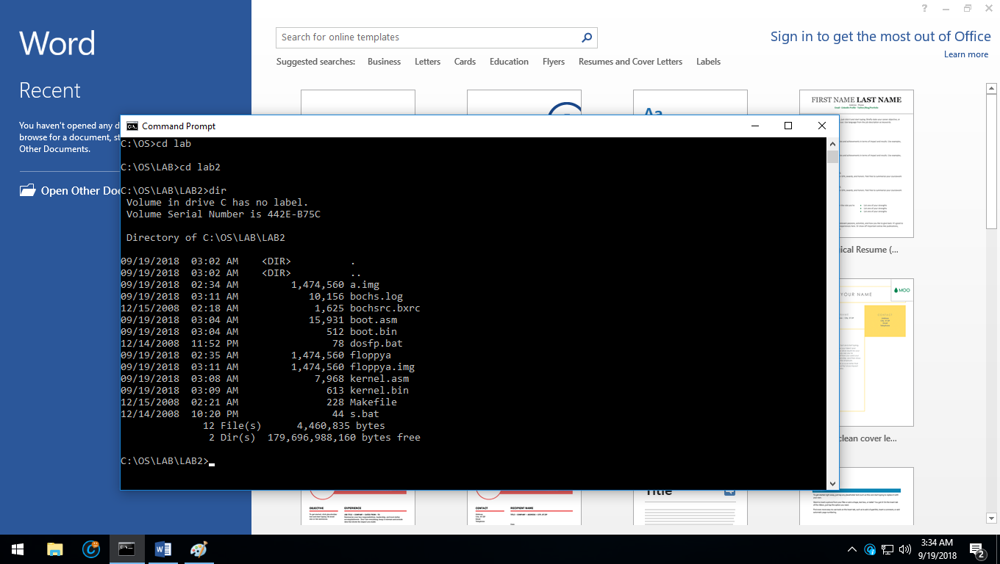 Word
Recent
You haven't opened any d
browse for a document, st
Other Documents.
Open Other Doc
Search for online templates
Suggested searches: Business Letters Cards Education Flyers Resumes and Cover Letters Labels
Sign in to get the most out of Office
Learn more
Aa
FIRST NAME LAST NAME
ical Resume (...
YOUR NAME
MOO
clean cover le...
OBJECTIVE
EXPERIENCE
CONTACT
RECIPIENT NAME
Title
Command Prompt
C:\OS>cd lab
C:\OS\LAB>cd lab2
C:\OS\LAB\LAB2>dir
Volume in drive C has no label.
Volume Serial Number is 442E-B75C
Directory of C:\OS\LAB\LAB2
09/19/2018  03:02 AM    <DIR>          .
09/19/2018  03:02 AM    <DIR>          ..
09/19/2018  02:34 AM         1,474,560 a.img
09/19/2018  03:11 AM            10,156 bochs.log
12/15/2008  02:18 AM             1,625 bochsrc.bxrc
09/19/2018  03:04 AM            15,931 boot.asm
09/19/2018  03:04 AM               512 boot.bin
12/14/2008  11:52 PM                78 dosfp.bat
09/19/2018  02:35 AM         1,474,560 floppya
09/19/2018  03:11 AM         1,474,560 floppya.img
09/19/2018  03:08 AM             7,968 kernel.asm
09/19/2018  03:09 AM               613 kernel.bin
12/15/2008  02:21 AM               228 Makefile
12/14/2008  10:20 PM                44 s.bat
12 File(s)      4,460,835 bytes
2 Dir(s)  179,696,988,160 bytes free
C:\OS\LAB\LAB2>
3:34 AM
9/19/2018
2